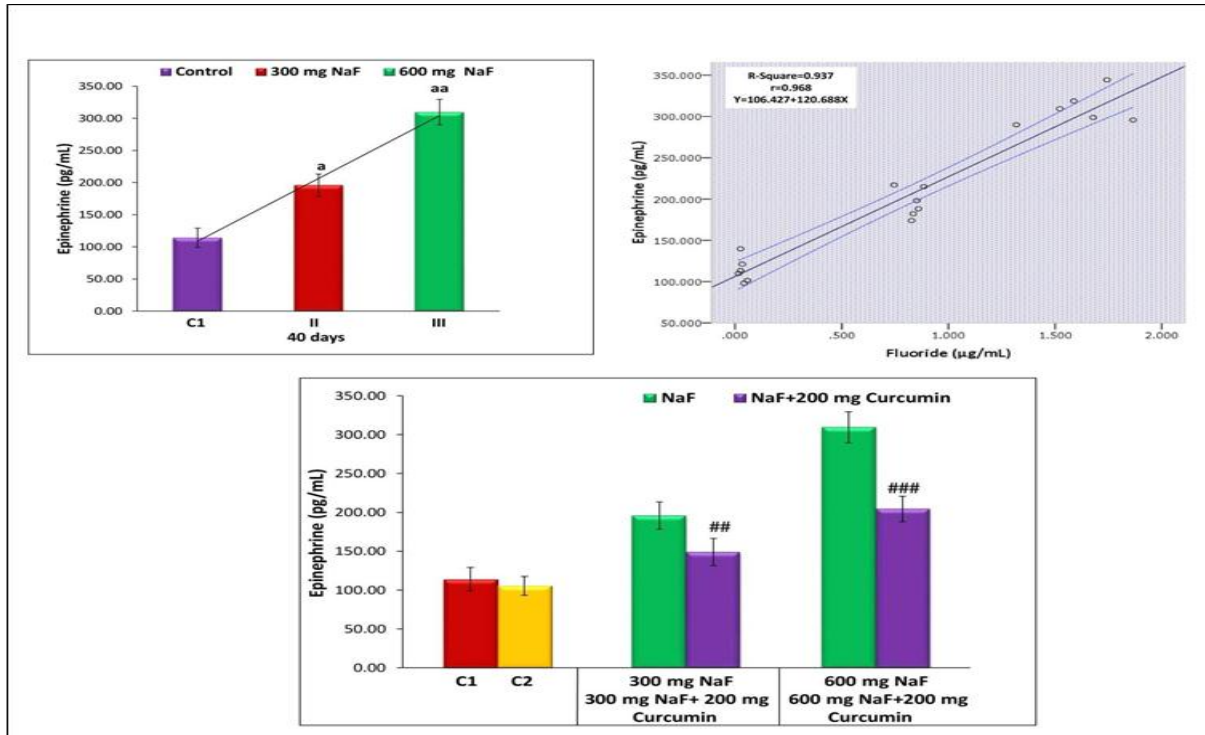 Control 300 mg NaF 600 mg NaF
350.00
300.00
250.00
200.00
150.00
100.00
50.00
0.00
Epinephrine (pg/mL)
a
aa
C1 II III
40 days
R-Square=0.937
r=0.968
Y=106.427+120.688X
350.000
300.000
250.000
200.000
150.000
100.000
50.000
Epinephrine (pg/mL)
.000 .500 1.000 1.500 2.000
Fluoride (µg/mL)
NaF NaF+200 mg Curcumin
350.00
300.00
250.00
200.00
150.00
100.00
50.00
0.00
Epinephrine (pg/mL)
##
###
C1 C2
300 mg NaF
300 mg NaF+ 200 mg
Curcumin
600 mg NaF
600 mg NaF+200 mg
Curcumin